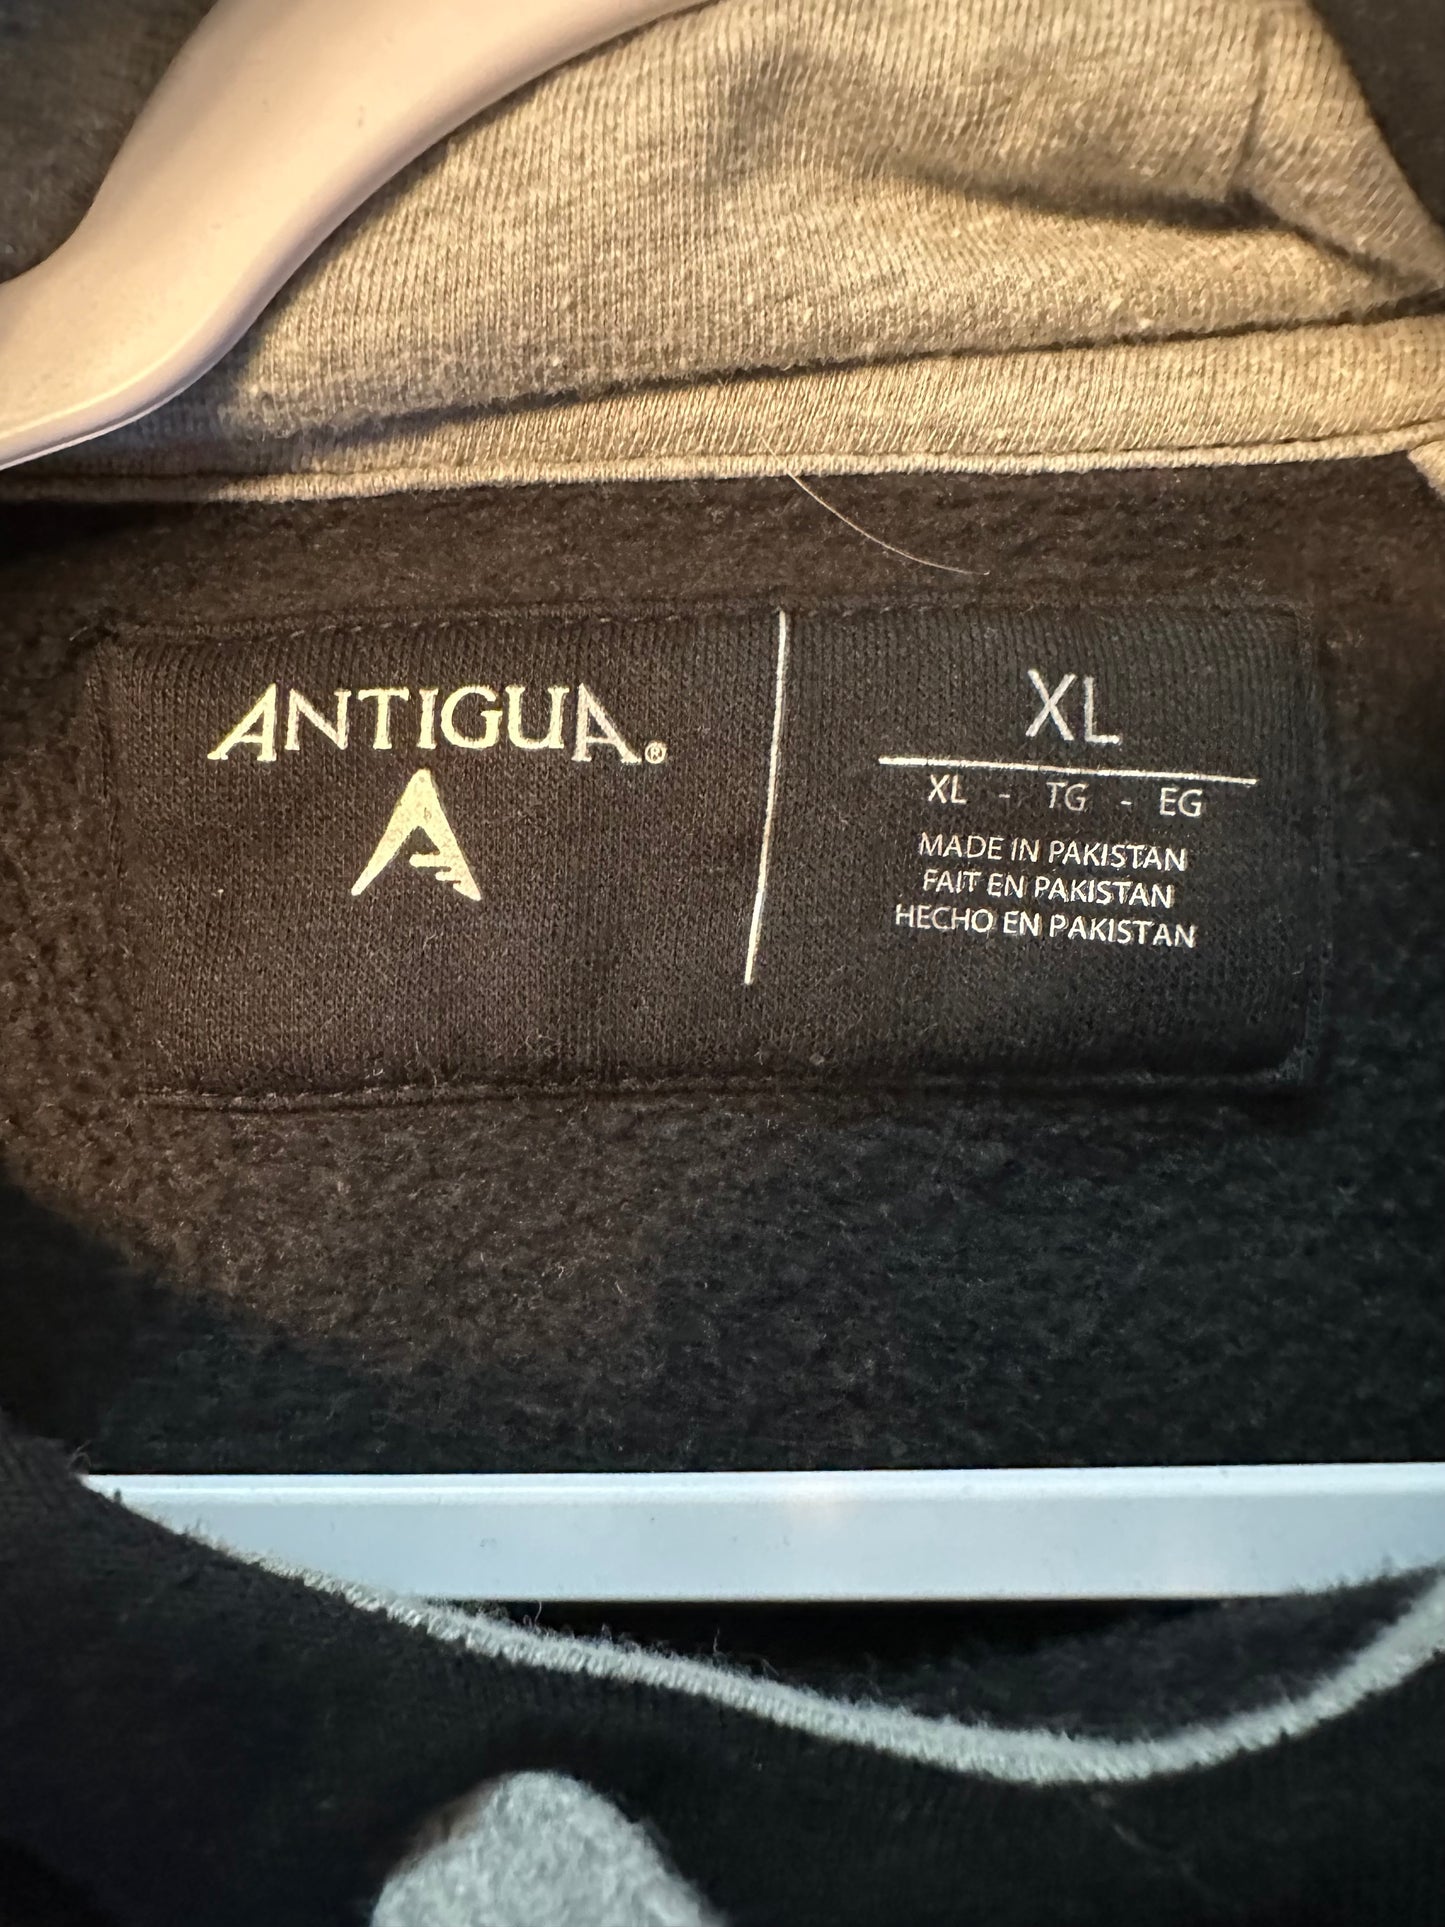 ANTIGUA®
XL
XL - TG - EG
MADE IN PAKISTAN
FAIT EN PAKISTAN
HECHO EN PAKISTAN